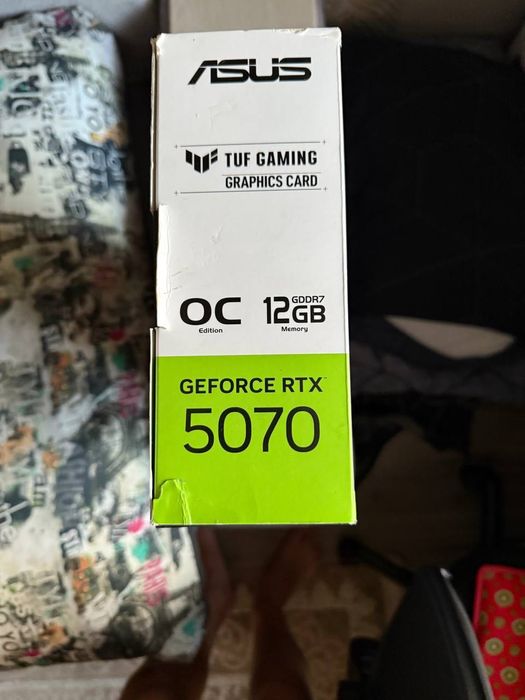 ASUS
TUF GAMING
GRAPHICS CARD
OC
Edition
12GB
GDDR7
Memory
GEFORCE RTX
5070